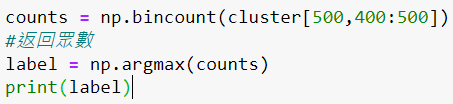 counts = np.bincount(cluster[500,400:500])
#返回眾數
label = np.argmax(counts)
print(label)